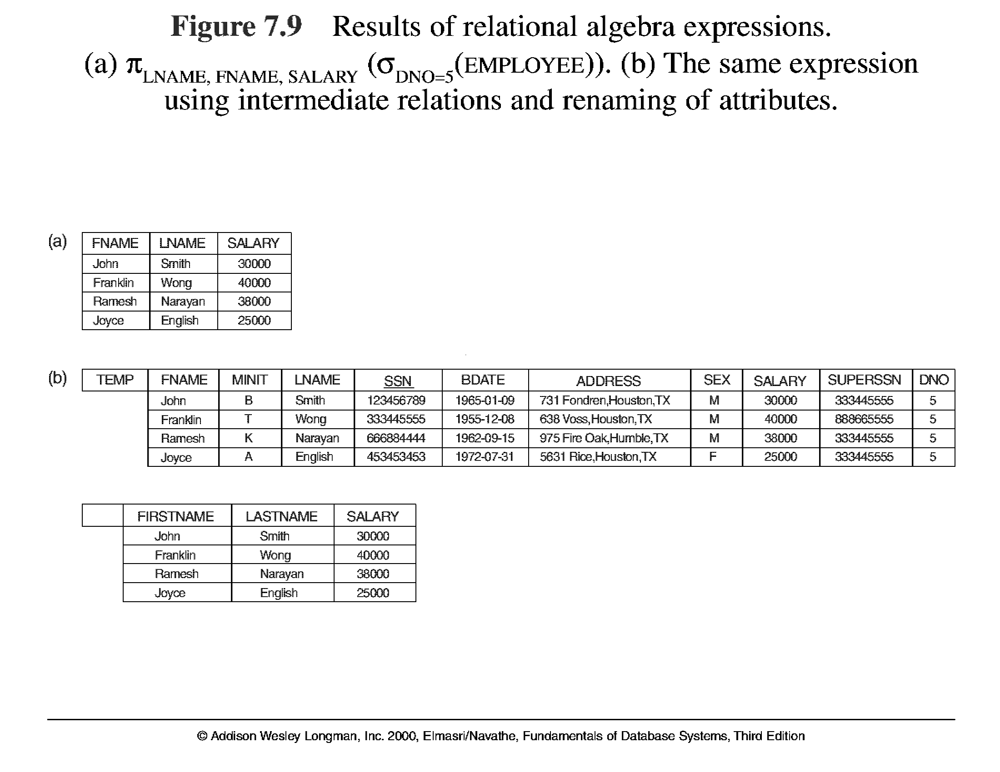 Figure 7.9 Results of relational algebra expressions.
(a) π LNAME, FNAME, SALARY (σ DNO=5(EMPLOYEE)). (b) The same expression
using intermediate relations and renaming of attributes.
(a) FNAME LNAME SALARY
John Smith 30000
Franklin Wong 40000
Ramesh Narayan 38000
Joyce English 25000
(b) TEMP FNAME MINIT LNAME SSN BDATE ADDRESS SEX SALARY SUPERSSN DNO
John B Smith 123456789 1965-01-09 731 Fondren,Houston,TX M 30000 333445555 5
Franklin T Wong 333445555 1955-12-08 638 Voss,Houston,TX M 40000 888665555 5
Ramesh K Narayan 666884444 1962-09-15 975 Fire Oak,Humble,TX M 38000 333445555 5
Joyce A English 453453453 1972-07-31 5631 Rice,Houston,TX F 25000 333445555 5
FIRSTNAME LASTNAME SALARY
John Smith 30000
Franklin Wong 40000
Ramesh Narayan 38000
Joyce English 25000
© Addison Wesley Longman, Inc. 2000, Elmasri/Navathe, Fundamentals of Database Systems, Third Edition